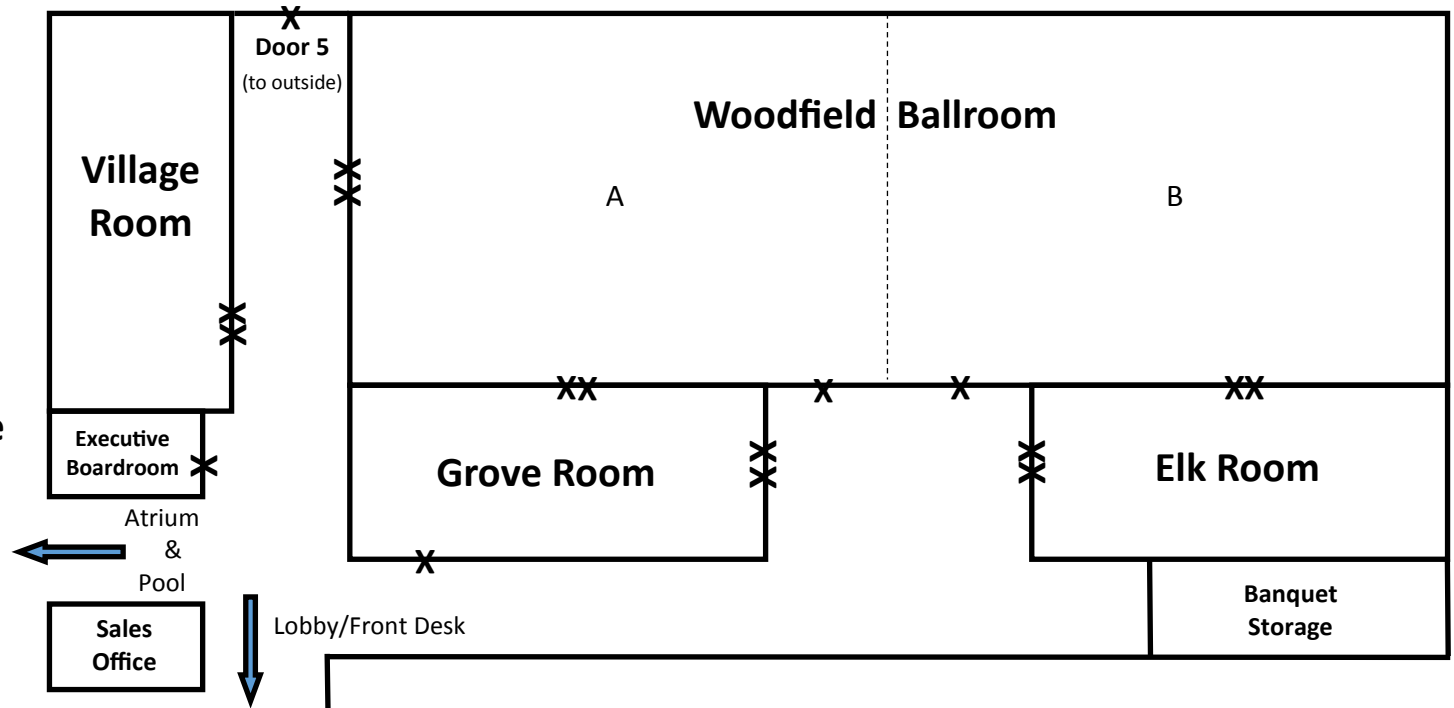 Door 5
(to outside)
Woodfield Ballroom
Village
Room
A
B
e
Executive
Boardroom
Grove Room
Elk Room
Atrium
&
Pool
Banquet
Storage
Sales
Office
Lobby/Front Desk